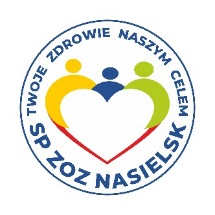 TWOJE ZDROWIE NASZYM CELEM
SP ZOZ NASIELSK